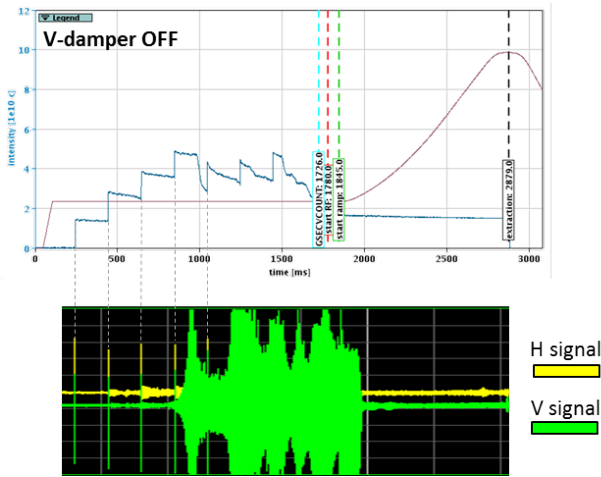 Legend
V-damper OFF
12
10
8
6
4
2
0
intensity [1e10 c]
GSECVCOUNT: 1726.0
start RF: 1780.0
start ramp: 1845.0
extraction: 2879.0
0
500
1000
1500
2000
2500
3000
time [ms]
H signal
V signal